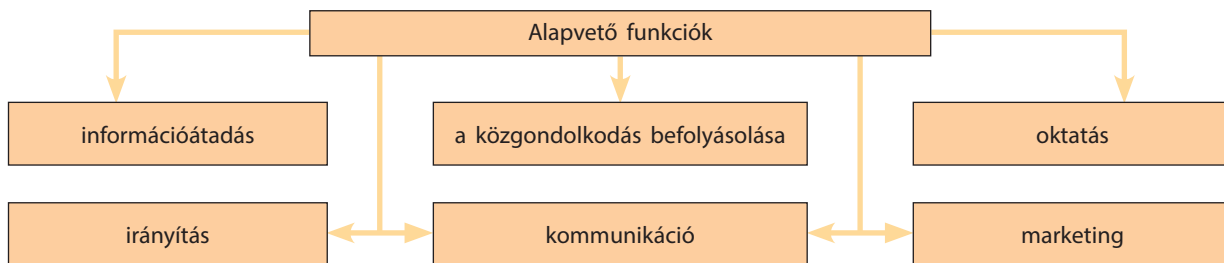 Alapvető funkciók
információátadás
a közgondolkodás befolyásolása
oktatás
irányítás
kommunikáció
marketing